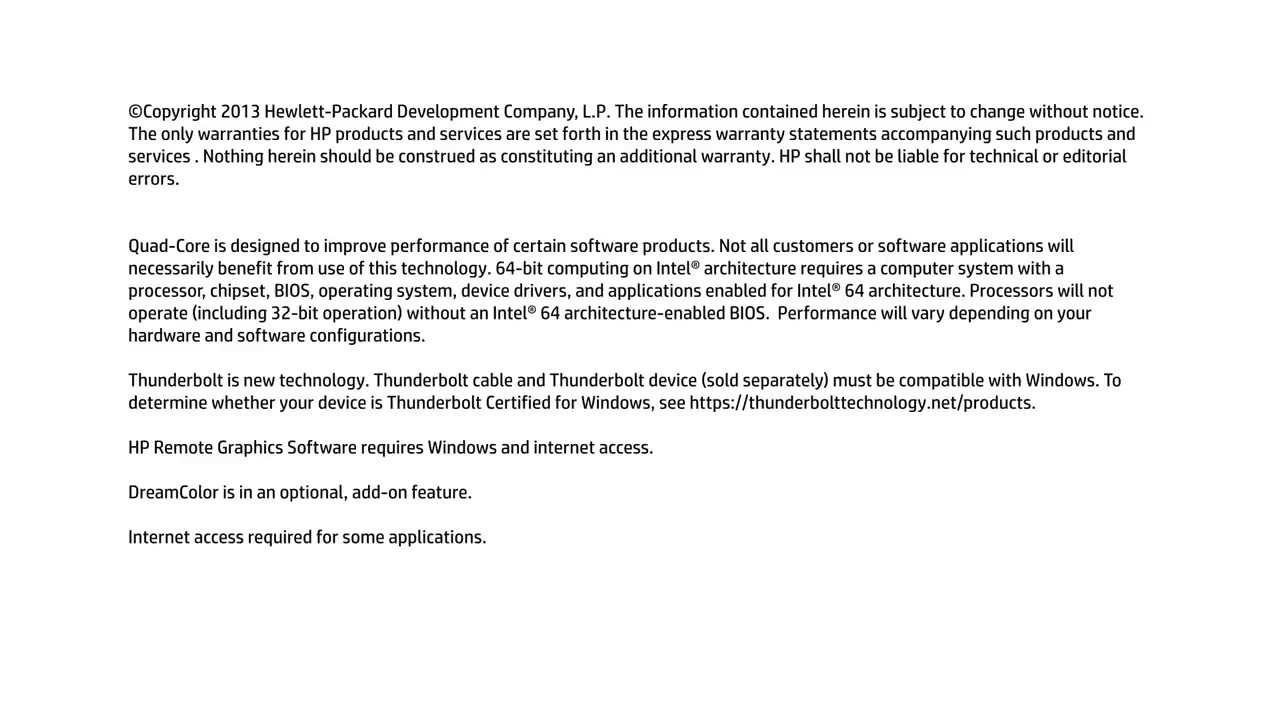 ©Copyright 2013 Hewlett-Packard Development Company, L.P. The information contained herein is subject to change without notice.
The only warranties for HP products and services are set forth in the express warranty statements accompanying such products and
services . Nothing herein should be construed as constituting an additional warranty. HP shall not be liable for technical or editorial
errors.
Quad-Core is designed to improve performance of certain software products. Not all customers or software applications will
necessarily benefit from use of this technology. 64-bit computing on Intel® architecture requires a computer system with a
processor, chipset, BIOS, operating system, device drivers, and applications enabled for Intel® 64 architecture. Processors will not
operate (including 32-bit operation) without an Intel® 64 architecture-enabled BIOS.  Performance will vary depending on your
hardware and software configurations.
Thunderbolt is new technology. Thunderbolt cable and Thunderbolt device (sold separately) must be compatible with Windows. To
determine whether your device is Thunderbolt Certified for Windows, see https://thunderbolttechnology.net/products.
HP Remote Graphics Software requires Windows and internet access.
DreamColor is in an optional, add-on feature.
Internet access required for some applications.